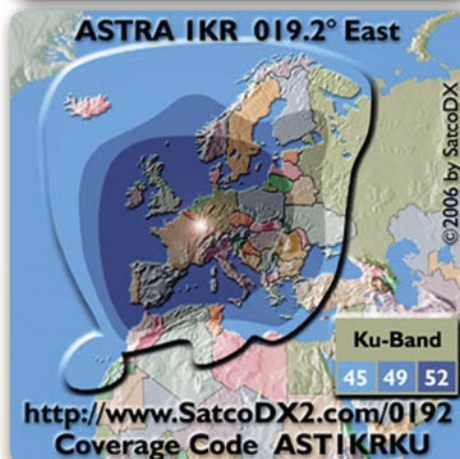 ASTRA 1KR 019.2° East
©2006 by SatcoDX
Ku-Band
45 49 52
http://www.SatcoDX2.com/0192
Coverage Code AST1KRKU